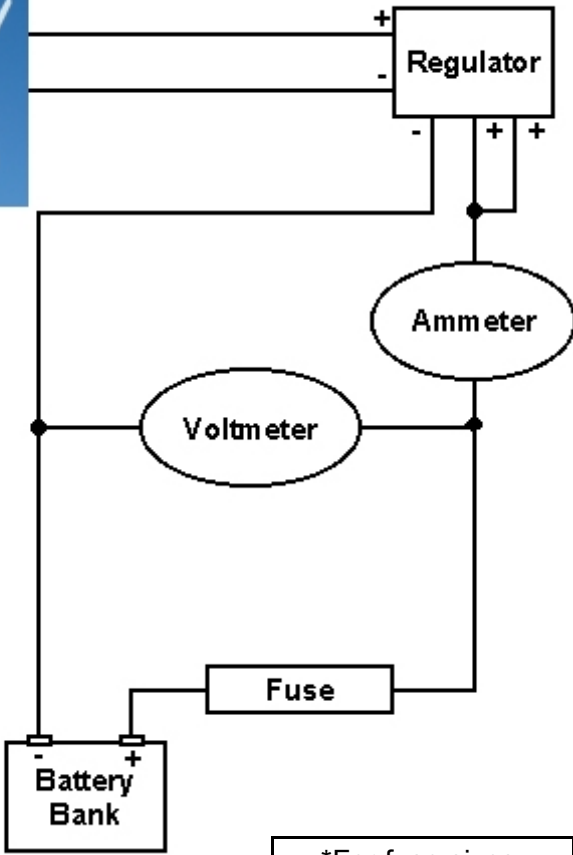 +
Regulator
-
- + +
Ammeter
Voltmeter
Fuse
- +
Battery
Bank